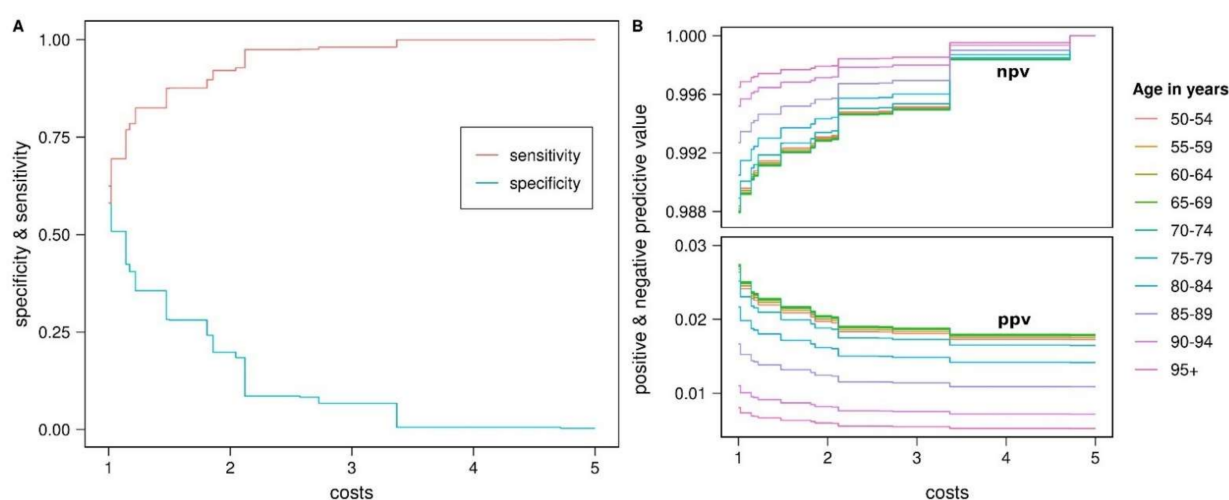 A
1.00
0.75
0.50
0.25
0.00
specificity & sensitivity
sensitivity
specificity
1 2 3 4 5
costs
B
1.000
0.996
0.992
0.988
npv
0.03
0.02
0.01
ppv
positive & negative predictive value
1 2 3 4 5
costs
Age in years
50-54
55-59
60-64
65-69
70-74
75-79
80-84
85-89
90-94
95+